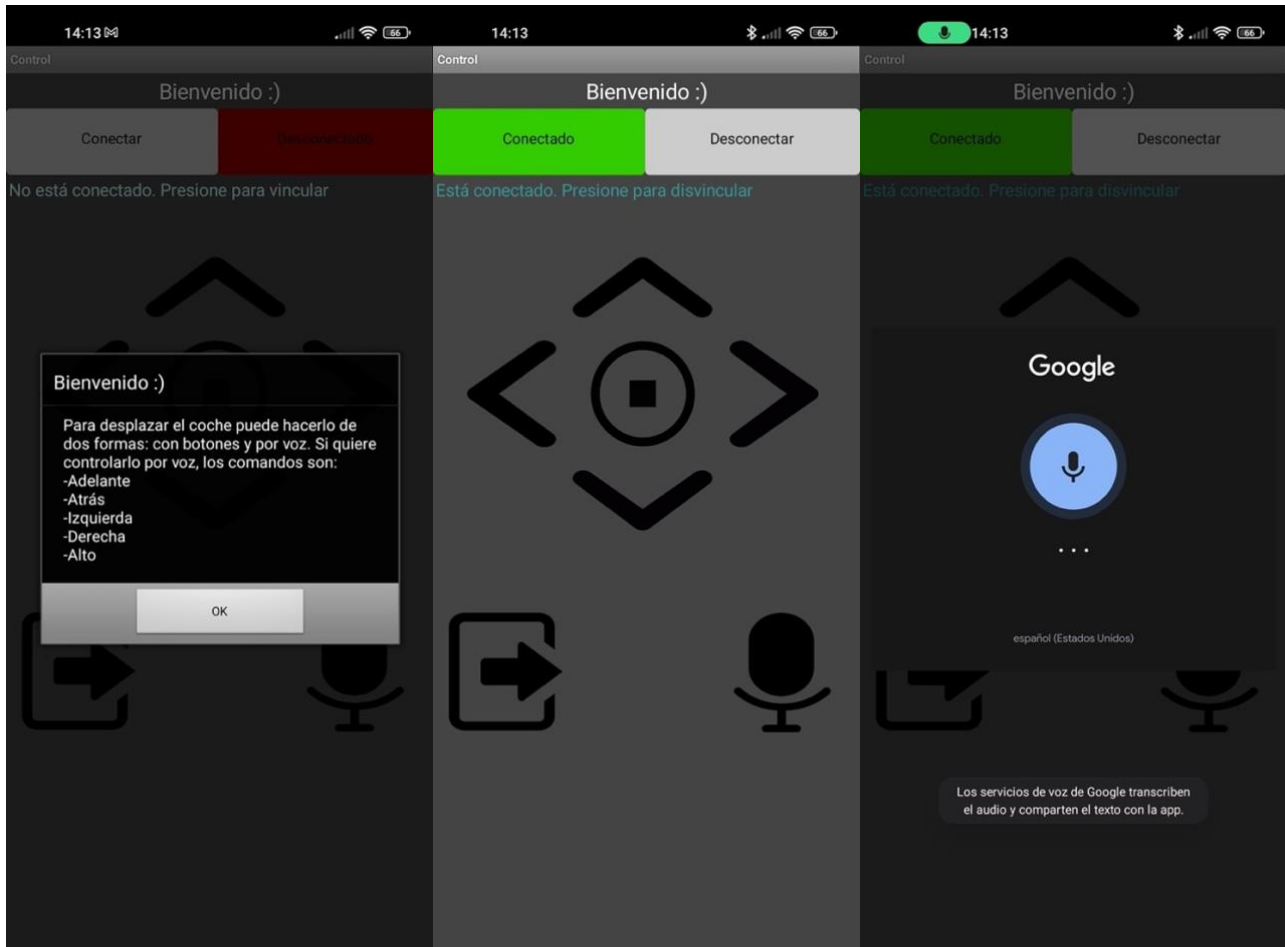 14:13
66
Control
Bienvenido :)
Conectar
Desconectado
No está conectado. Presione para vincular
Bienvenido :)
Para desplazar el coche puede hacerlo de
dos formas: con botones y por voz. Si quiere
controlarlo por voz, los comandos son:
-Adelante
-Atrás
-Izquierda
-Derecha
-Alto
OK
14:13
66
Control
Bienvenido :)
Conectado
Desconectar
Está conectado. Presione para disvincular
14:13
66
Control
Bienvenido :)
Conectado
Desconectar
Está conectado. Presione para disvincular
Google
...
español (Estados Unidos)
Los servicios de voz de Google transcriben
el audio y comparten el texto con la app.